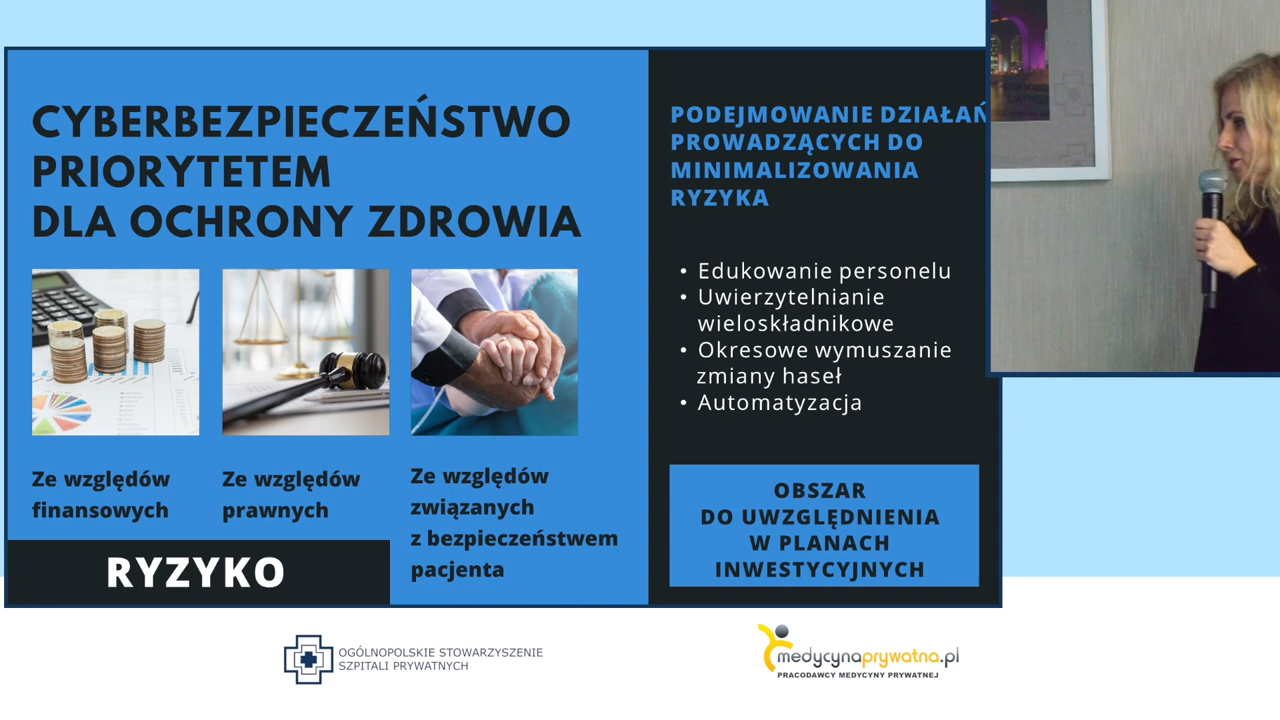 CYBERBEZPIECZEŃSTWO
PRIORYTETEM
DLA OCHRONY ZDROWIA
Ze względów
finansowych
Ze względów
prawnych
Ze względów
związanych
z bezpieczeństwem
pacjenta
RYZYKO
PODEJMOWANIE DZIAŁAŃ
PROWADZĄCYCH DO
MINIMALIZOWANIA
RYZYKA
• Edukowanie personelu
• Uwierzytelnianie
wieloskładnikowe
• Okresowe wymuszanie
zmiany haseł
• Automatyzacja
OBSZAR
DO UWZGLĘDNIENIA
W PLANACH
INWESTYCYJNYCH
OGÓLNOPOLSKIE STOWARZYSZENIE
SZPITALI PRYWATNYCH
medycynaprywatna.pl
PRACODAWCY MEDYCYNY PRYWATNEJ